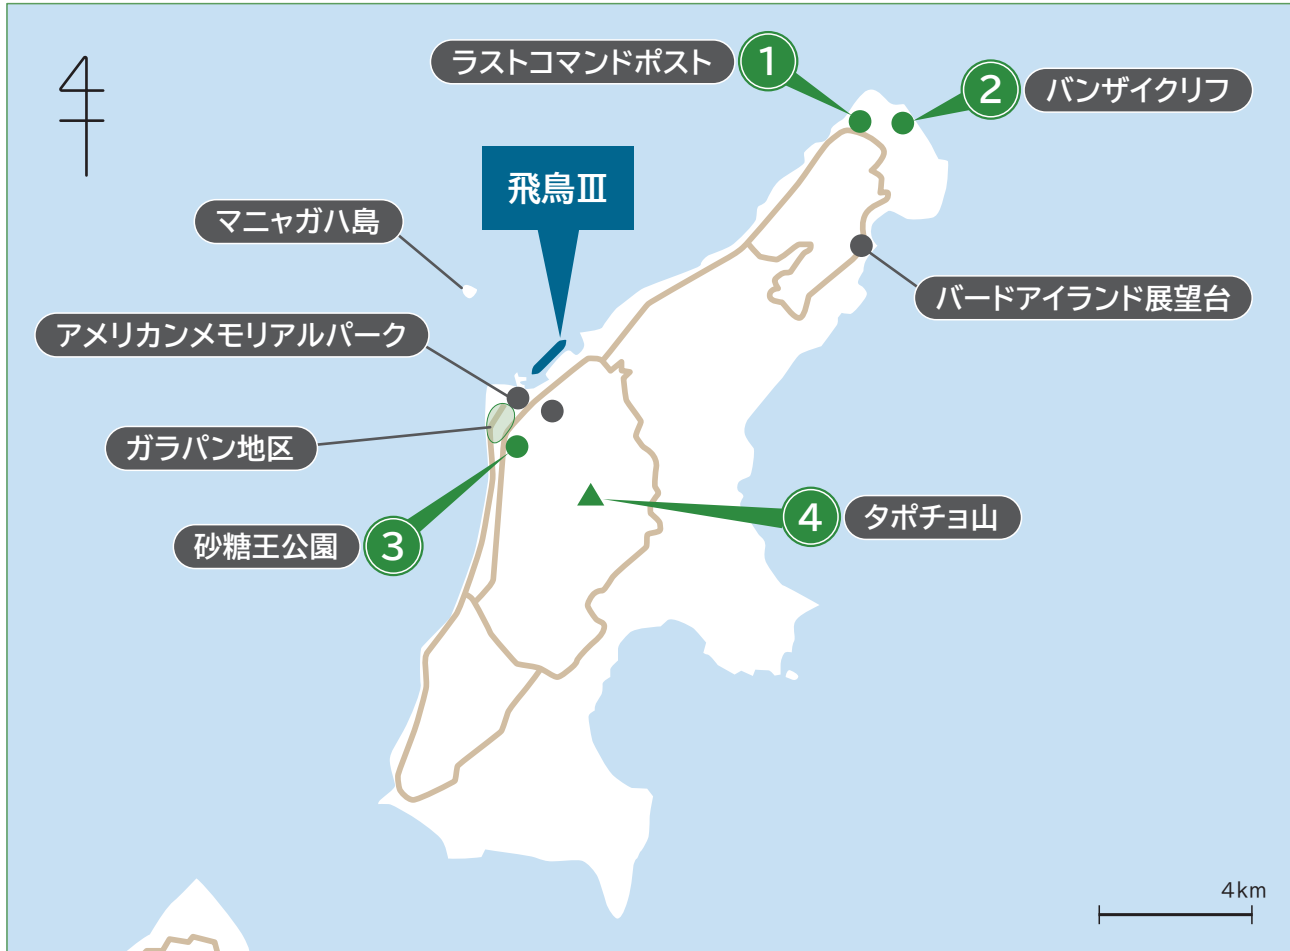 ラストコマンドポスト
1
2
バンザイクリフ
飛鳥Ⅲ
マニャガハ島
バードアイランド展望台
アメリカンメモリアルパーク
ガラパン地区
砂糖王公園
3
4
タポチョ山
4km